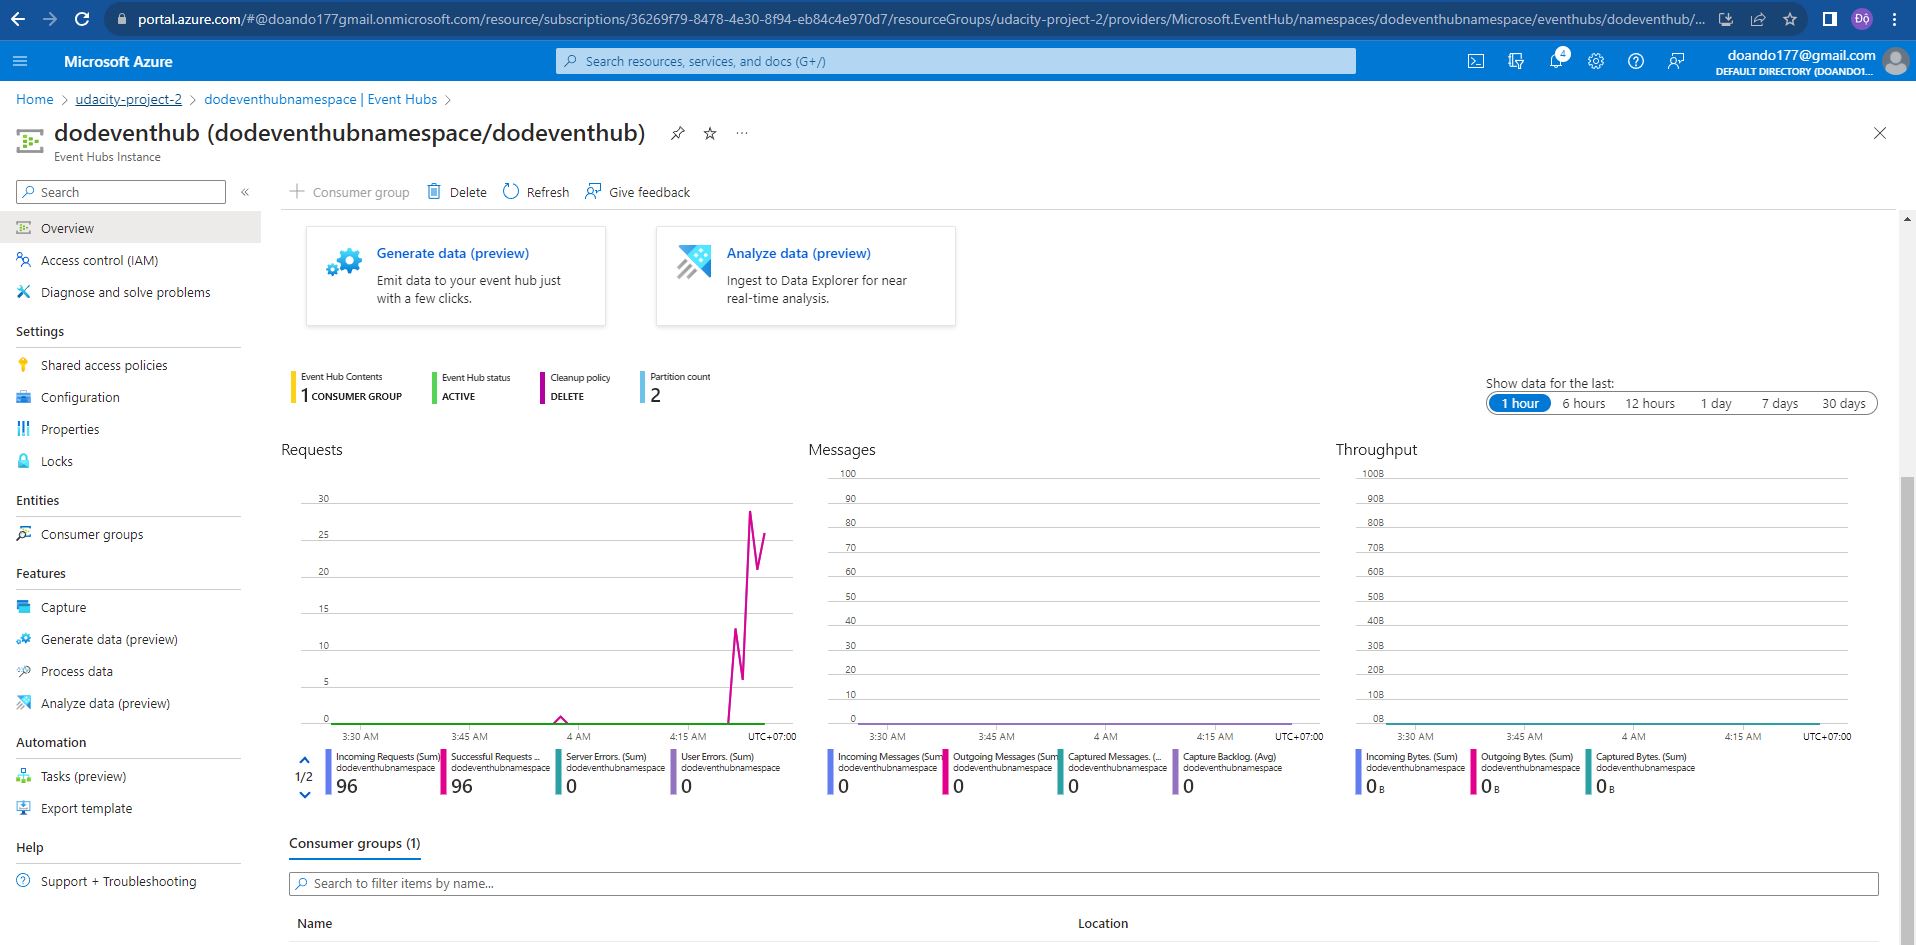 portal.azure.com/#@doando177gmail.onmicrosoft.com/resource/subscriptions/36269f79-8478-4e30-8f94-eb84c4e970d7/resourceGroups/udacity-project-2/providers/Microsoft.EventHub/namespaces/dodeventhubnamespace/eventhubs/dodeventhub/...
Độ
Microsoft Azure
Search resources, services, and docs (G+/)
4
doando177@gmail.com
DEFAULT DIRECTORY (DOANDO1...
Home > udacity-project-2 > dodeventhubnamespace | Event Hubs >
dodeventhub (dodeventhubnamespace/dodeventhub)
...
Event Hubs Instance
Search
«
Overview
Access control (IAM)
Diagnose and solve problems
Settings
Shared access policies
Configuration
Properties
Locks
Entities
Consumer groups
Features
Capture
Generate data (preview)
Process data
Analyze data (preview)
Automation
Tasks (preview)
Export template
Help
Support + Troubleshooting
Consumer group Delete Refresh Give feedback
Generate data (preview)
Emit data to your event hub just
with a few clicks.
Analyze data (preview)
Ingest to Data Explorer for near
real-time analysis.
Event Hub Contents
1 CONSUMER GROUP
Event Hub status
ACTIVE
Cleanup policy
DELETE
Partition count
2
Show data for the last:
1 hour 6 hours 12 hours 1 day 7 days 30 days
Requests
30
25
20
15
10
5
0
3:30 AM 3:45 AM 4 AM 4:15 AM UTC+07:00
1/2
Incoming Requests (Sum)
dodeventhubnamespace
96
Successful Requests ...
dodeventhubnamespace
96
Server Errors. (Sum)
dodeventhubnamespace
0
User Errors. (Sum)
dodeventhubnamespace
0
Messages
100
90
80
70
60
50
40
30
20
10
0
3:30 AM 3:45 AM 4 AM 4:15 AM UTC+07:00
Incoming Messages (Sum
dodeventhubnamespace
0
Outgoing Messages (Sum
dodeventhubnamespace
0
Captured Messages. (...
dodeventhubnamespace
0
Capture Backlog. (Avg)
dodeventhubnamespace
0
Throughput
100B
90B
80B
70B
60B
50B
40B
30B
20B
10B
0B
3:30 AM 3:45 AM 4 AM 4:15 AM UTC+07:00
Incoming Bytes. (Sum)
dodeventhubnamespace
0 B
Outgoing Bytes. (Sum)
dodeventhubnamespace
0 B
Captured Bytes. (Sum)
dodeventhubnamespace
0 B
Consumer groups (1)
Search to filter items by name...
Name Location